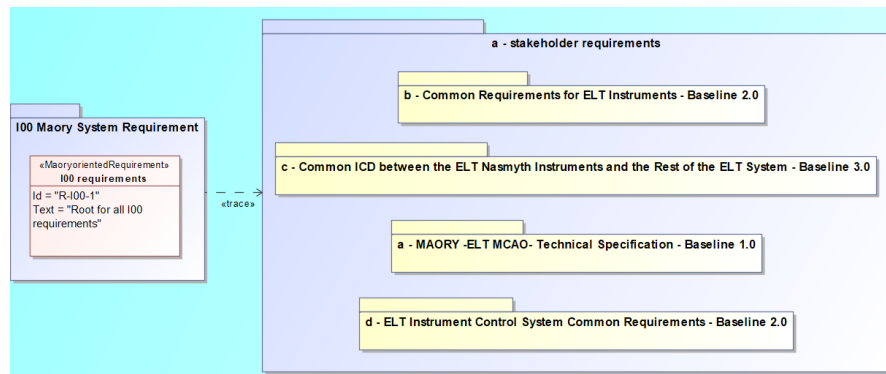 a - stakeholder requirements
b - Common Requirements for ELT Instruments - Baseline 2.0
I00 Maory System Requirement
«MaoryorientedRequirement»
I00 requirements
Id = "R-I00-1"
Text = "Root for all I00
requirements"
«trace»
c - Common ICD between the ELT Nasmyth Instruments and the Rest of the ELT System - Baseline 3.0
a - MAORY -ELT MCAO- Technical Specification - Baseline 1.0
d - ELT Instrument Control System Common Requirements - Baseline 2.0